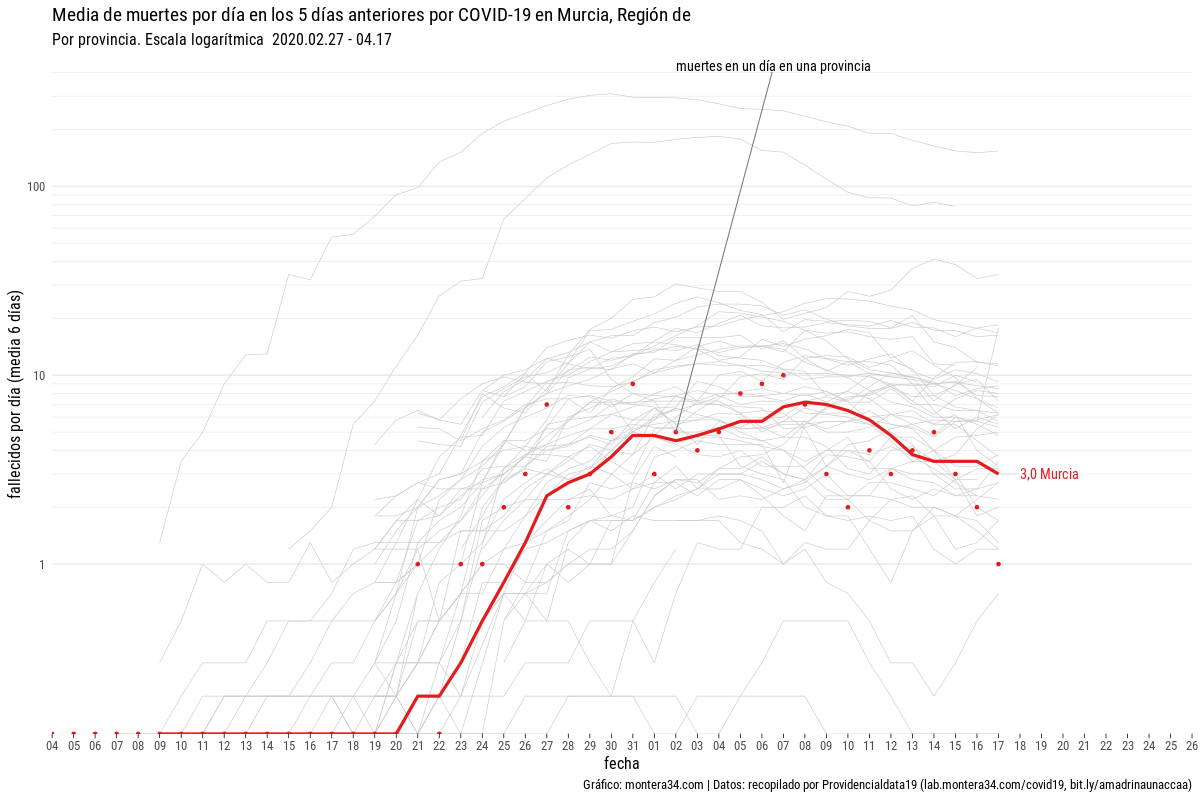 Media de muertes por día en los 5 días anteriores por COVID-19 en Murcia, Región de
Por provincia. Escala logarítmica 2020.02.27 - 04.17
muertes en un día en una provincia
fallecidos por día (media 6 días)
100
10
1
3,0 Murcia
04 05 06 07 08 09 10 11 12 13 14 15 16 17 18 19 20 21 22 23 24 25 26 27 28 29 30 31 01 02 03 04 05 06 07 08 09 10 11 12 13 14 15 16 17 18 19 20 21 22 23 24 25 26
fecha
Gráfico: montera34.com | Datos: recopilado por Providencialdata19 (lab.montera34.com/covid19, bit.ly/amadrinaunaccaa)